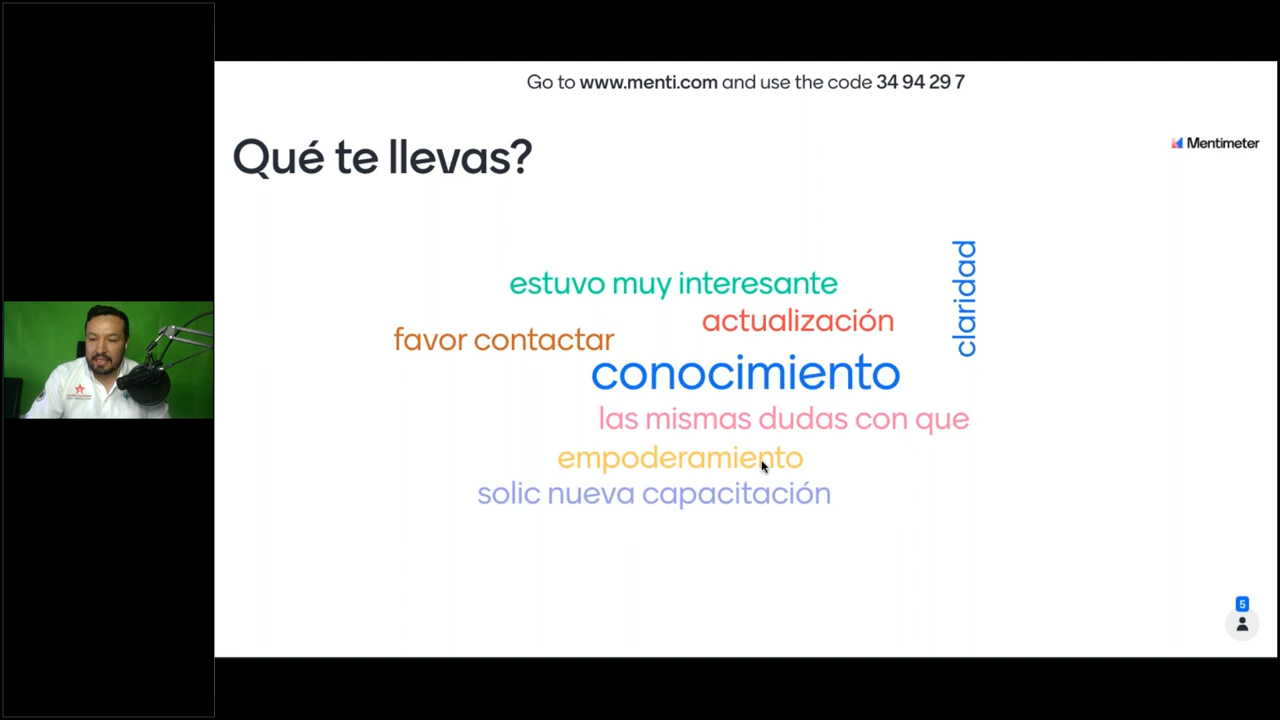 Go to www.menti.com and use the code 34 94 29 7
Mentimeter
Qué te llevas?
claridad
estuvo muy interesante
actualización
favor contactar
conocimiento
las mismas dudas con que
empoderamiento
solic nueva capacitación
5